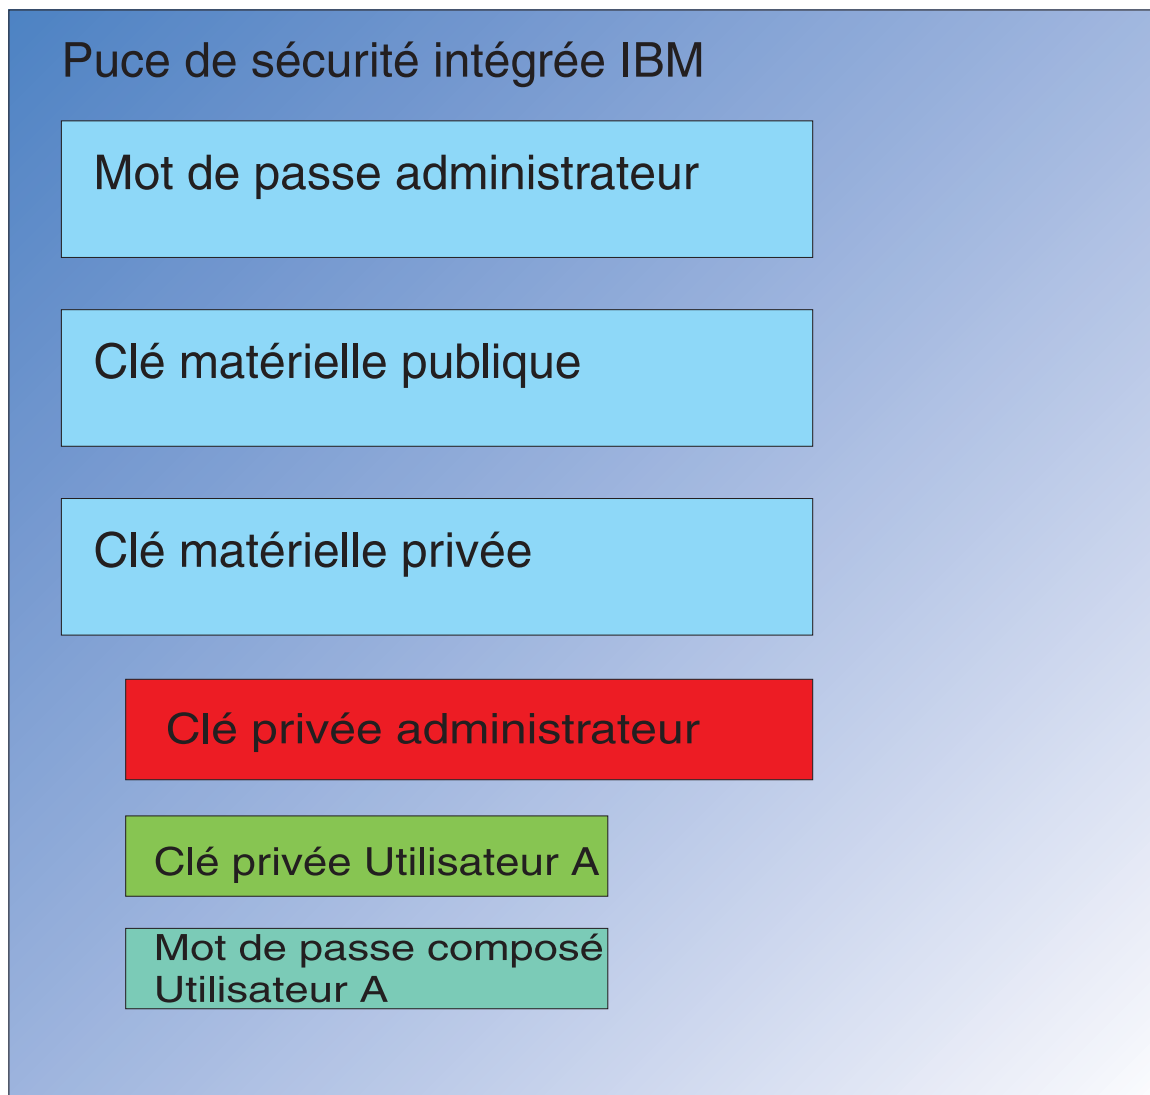 Puce de sécurité intégrée IBM
Mot de passe administrateur
Clé matérielle publique
Clé matérielle privée
Clé privée administrateur
Clé privée Utilisateur A
Mot de passe composé
Utilisateur A